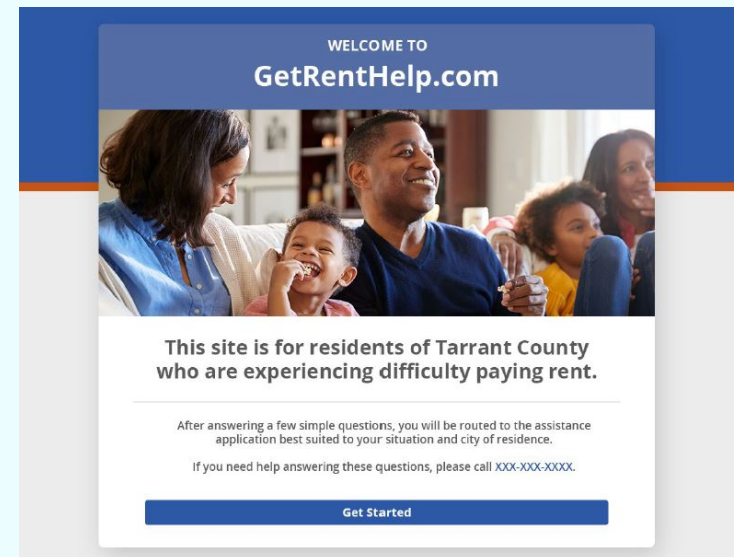 WELCOME TO
GetRentHelp.com
This site is for residents of Tarrant County
who are experiencing difficulty paying rent.
After answering a few simple questions, you will be routed to the assistance
application best suited to your situation and city of residence.
If you need help answering these questions, please call XXX-XXX-XXXX.
Get Started